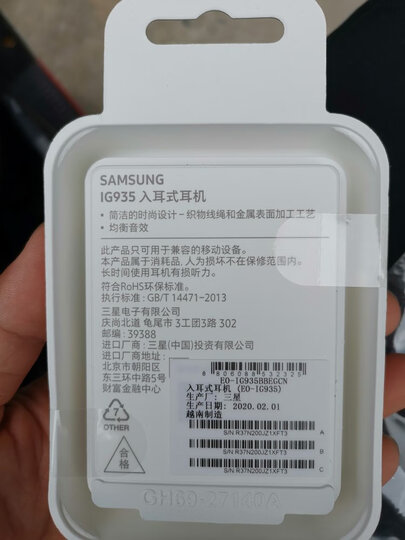 SAMSUNG
IG935 入耳式耳机
• 简洁的时尚设计 – 织物线绳和金属表面加工工艺
• 均衡音效
此产品只可用于兼容的移动设备。
本产品属于消耗品, 人为损坏不在保修范围内。
长时间使用耳机有损听力。
符合RoHS环保标准。
执行标准: GB/T 14471-2013
三星电子有限公司
庆尚北道 龟尾市 3工团3路 302
邮编: 39388
进口厂商: 三星(中国)投资有限公司
进口厂商地址:
北京市朝阳区
东三环中路5号
财富金融中心
8 806088 532325
EO-IG935BBEGCN
入耳式耳机 (EO-IG935)
生产厂: 三星
生产日期: 2020.02.01
越南制造
S/N:R37N200JZ1XFT3 A
S/N:R37N200JZ1XFT3 B
S/N:R37N200JZ1XFT3 C
7
OTHER
合格
GH69-27140A